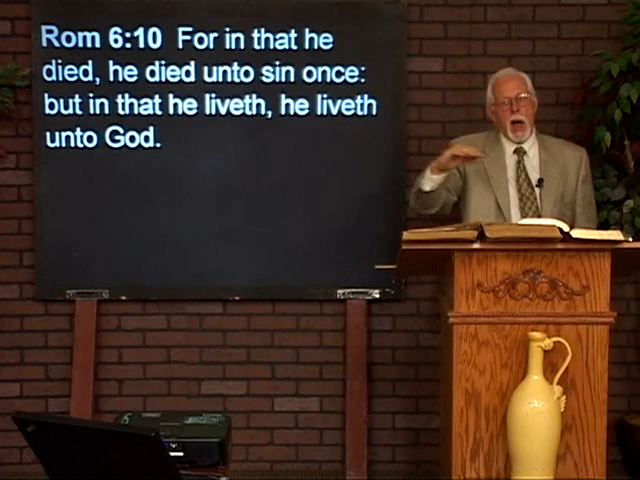 Rom 6:10 For in that he
died, he died unto sin once:
but in that he liveth, he liveth
unto God.